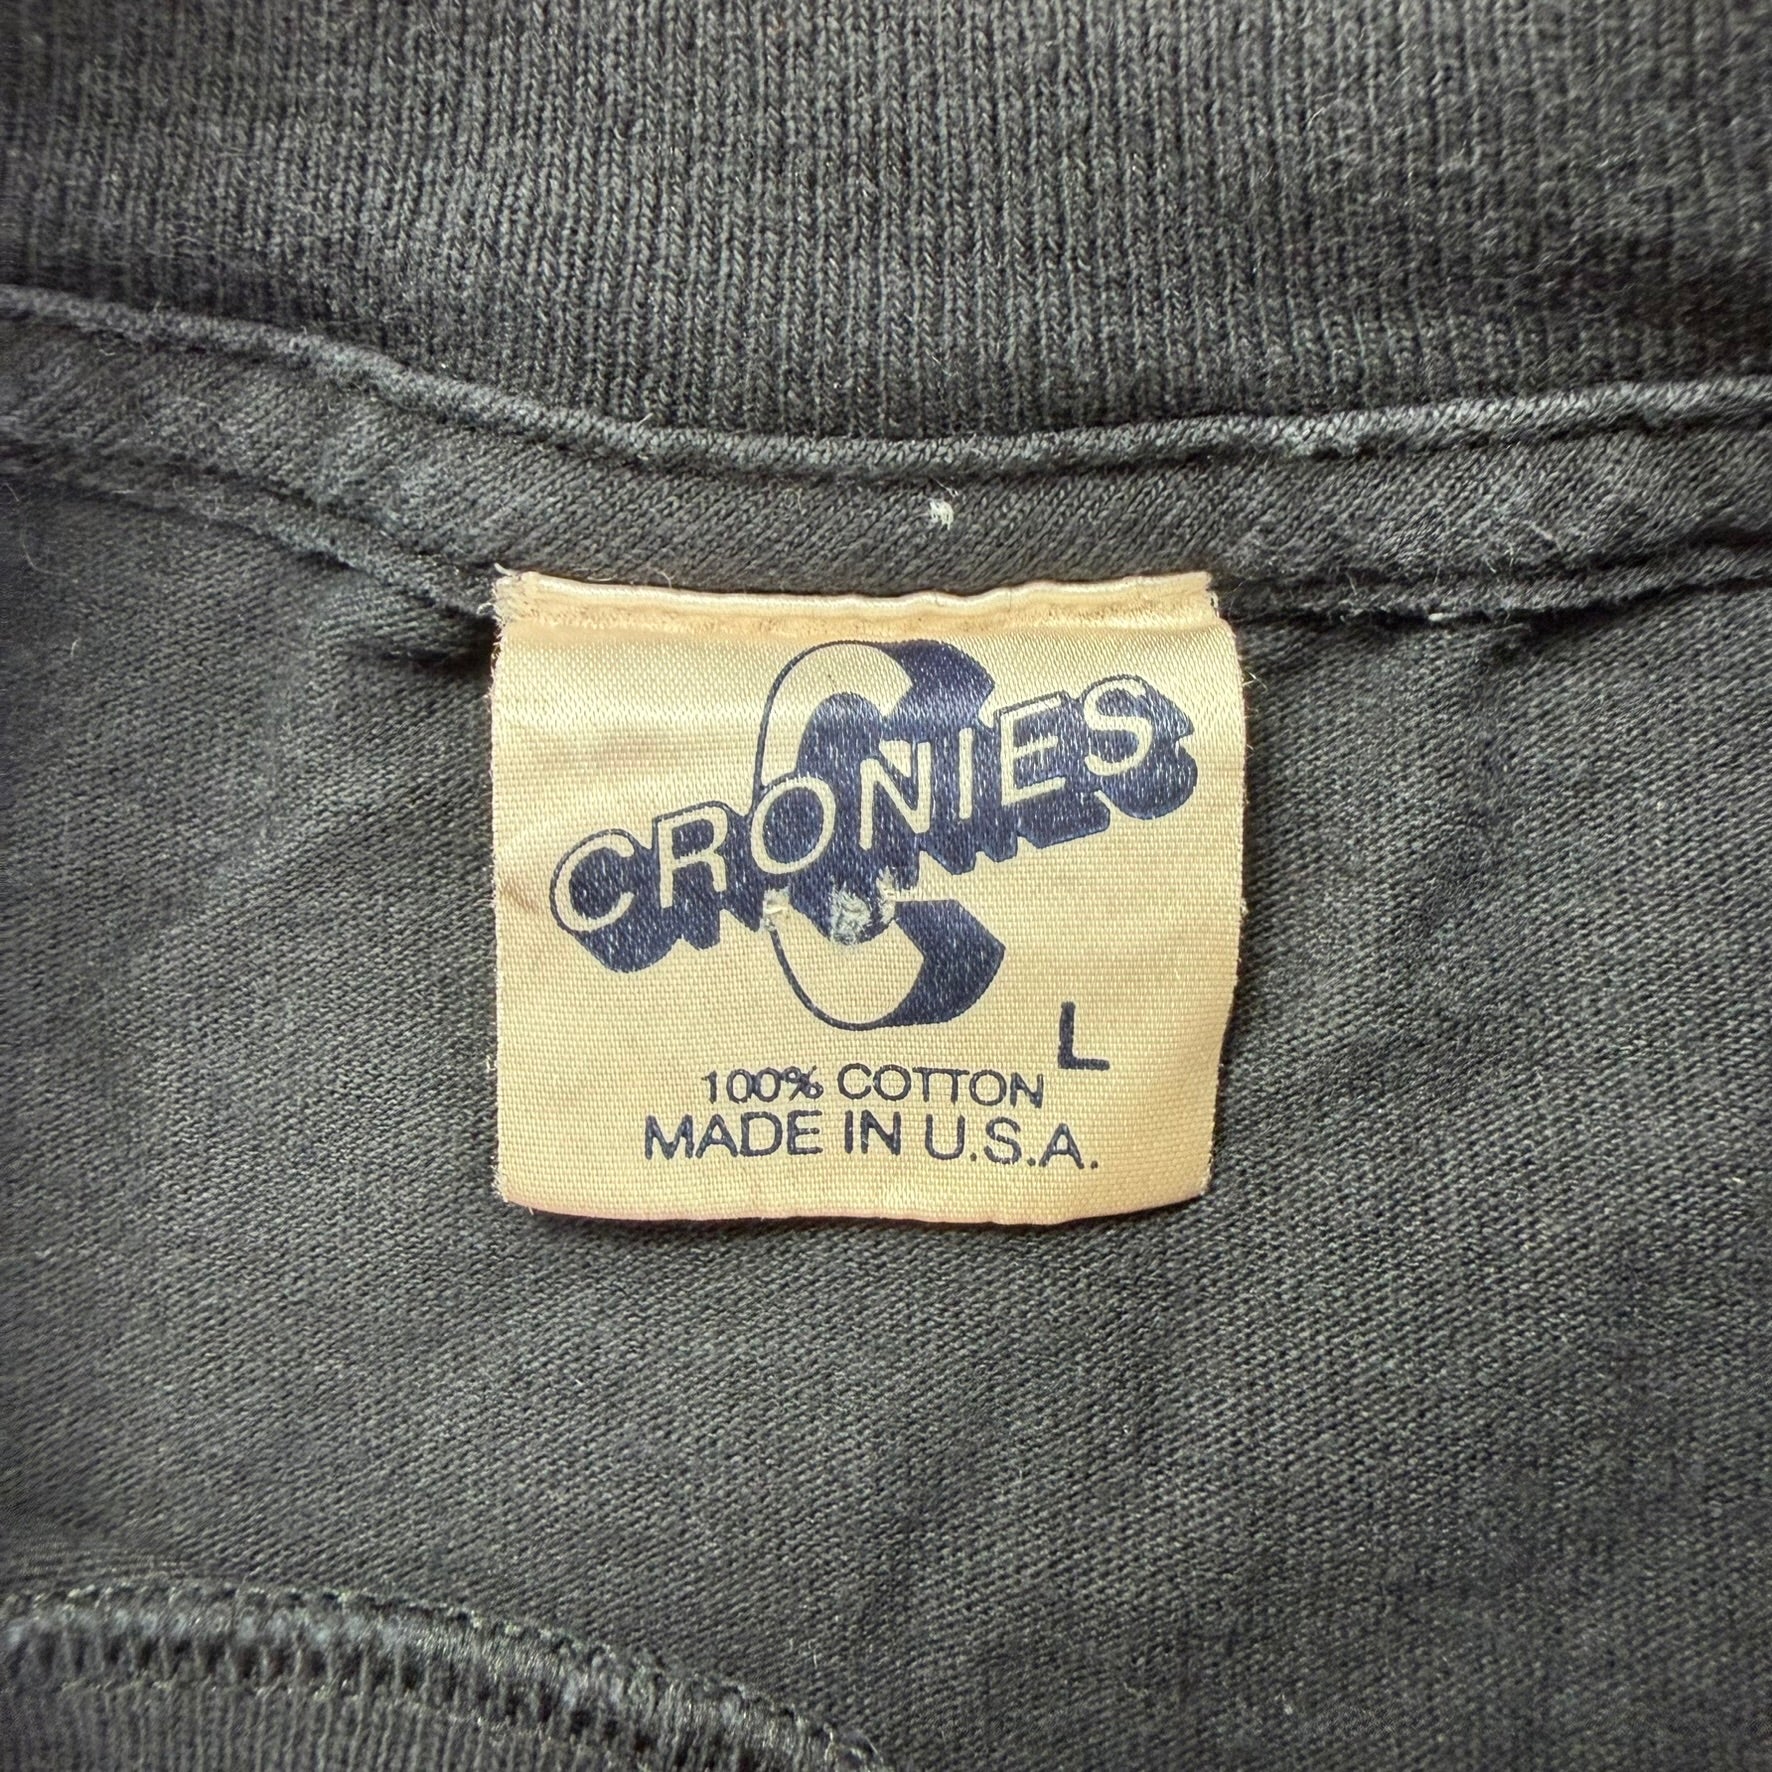 C
CRONIES
L
100% COTTON
MADE IN U.S.A.